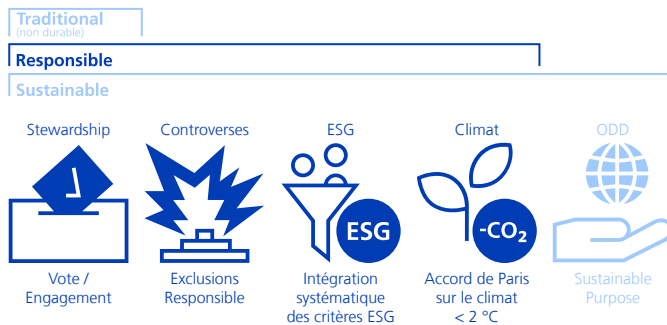 Traditional
(non durable)
Responsible
Sustainable
Stewardship
Controverses
ESG
Climat
ODD
ESG
-CO₂
Vote /
Engagement
Exclusions
Responsible
Intégration
systématique
des critères ESG
Accord de Paris
sur le climat
< 2 °C
Sustainable
Purpose